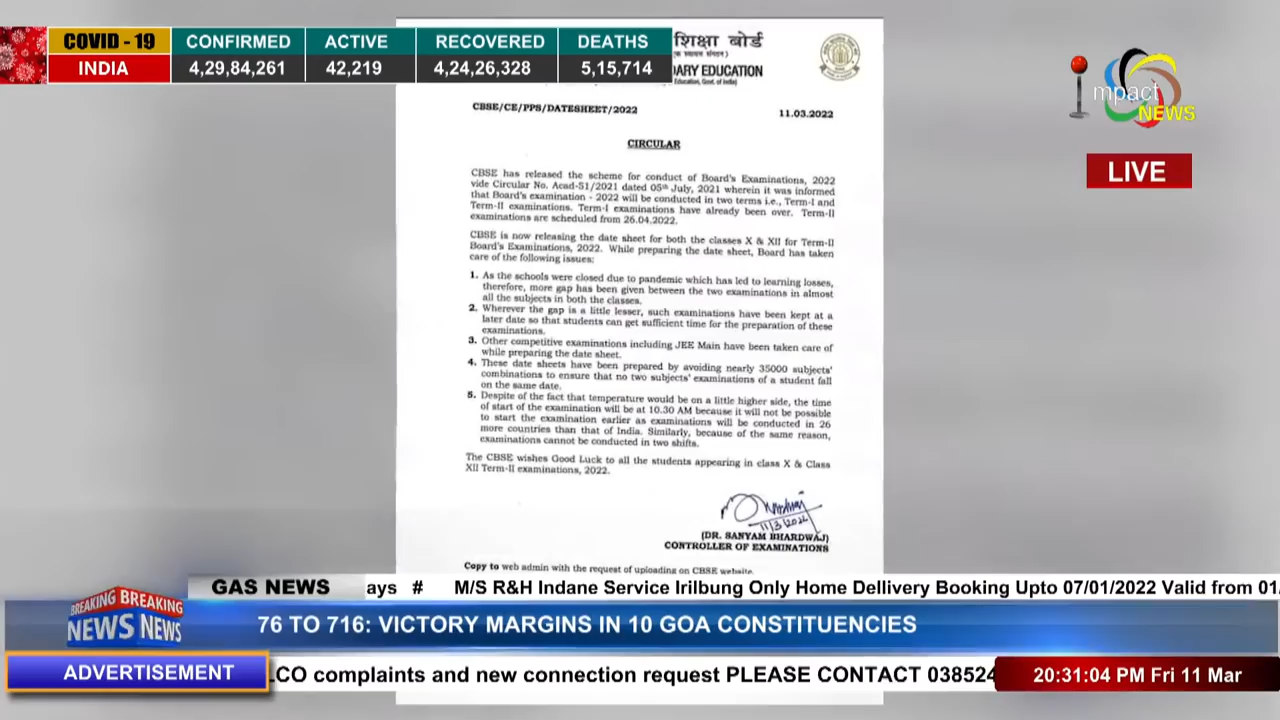 COVID - 19 CONFIRMED ACTIVE RECOVERED DEATHS
INDIA 4,29,84,261 42,219 4,24,26,328 5,15,714
शिक्षा बोर्ड
DARY EDUCATION
Impact
NEWS
LIVE
CBSE/CE/PPS/DATESHEET/2022 11.03.2022
CIRCULAR
CBSE has released the scheme for conduct of Board's Examinations, 2022
vide Circular No. Acad-51/2021 dated 05th July, 2021 wherein it was informed
that Board's examination - 2022 will be conducted in two terms i.e., Term-I and
Term-II examinations. Term-I examinations have already been over. Term-II
examinations are scheduled from 26.04.2022.
CBSE is now releasing the date sheet for both the classes X & XII for Term-II
Board's Examinations, 2022. While preparing the date sheet, Board has taken
care of the following issues:
1. As the schools were closed due to pandemic which has led to learning losses,
therefore, more gap has been given between the two examinations in almost
all the subjects in both the classes.
2. Wherever the gap is a little lesser, such examinations have been kept at a
later date so that students can get sufficient time for the preparation of these
examinations.
3. Other competitive examinations including JEE Main have been taken care of
while preparing the date sheet.
4. These date sheets have been prepared by avoiding nearly 35000 subjects'
combinations to ensure that no two subjects' examinations of a student fall
on the same date.
5. Despite of the fact that temperature would be on a little higher side, the time
of start of the examination will be at 10.30 AM because it will not be possible
to start the examination earlier as examinations will be conducted in 26
more countries than that of India. Similarly, because of the same reason,
examinations cannot be conducted in two shifts.
The CBSE wishes Good Luck to all the students appearing in class X & Class
XII Term-II examinations, 2022.
11/3/2022
(DR. SANYAM BHARDWAJ)
CONTROLLER OF EXAMINATIONS
Copy to web admin with the request of uploading on CBSE website.
GAS NEWS ays # M/S R&H Indane Service Irilbung Only Home Dellivery Booking Upto 07/01/2022 Valid from 01
BREAKING BREAKING
NEWS NEWS
76 TO 716: VICTORY MARGINS IN 10 GOA CONSTITUENCIES
ADVERTISEMENT LCO complaints and new connection request PLEASE CONTACT 038524
20:31:04 PM Fri 11 Mar